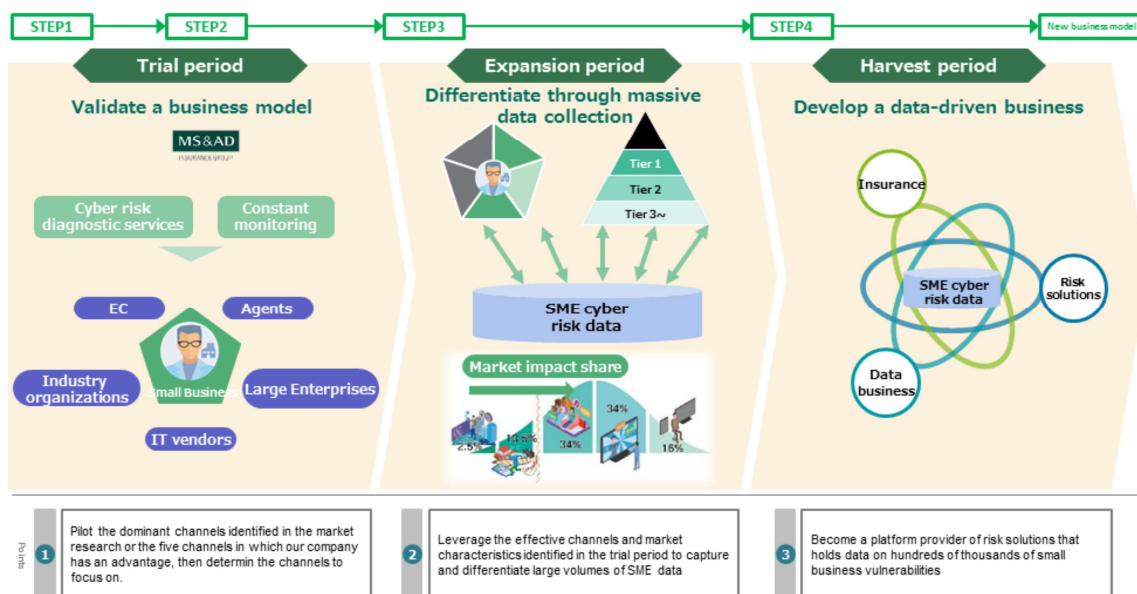 STEP1
STEP2
STEP3
STEP4
New business model
Trial period
Validate a business model
MS&AD
INSURANCE GROUP
Cyber risk
diagnostic services
Constant
monitoring
EC
Agents
Industry
organizations
Small Business
Large Enterprises
IT vendors
Expansion period
Differentiate through massive
data collection
Tier 1
Tier 2
Tier 3~
SME cyber
risk data
Market impact share
2.5%
13.5%
34%
34%
16%
Harvest period
Develop a data-driven business
Insurance
SME cyber
risk data
Risk
solutions
Data
business
Points
1
Pilot the dominant channels identified in the market
research or the five channels in which our company
has an advantage, then determin the channels to
focus on.
2
Leverage the effective channels and market
characteristics identified in the trial period to capture
and differentiate large volumes of SME data
3
Become a platform provider of risk solutions that
holds data on hundreds of thousands of small
business vulnerabilities